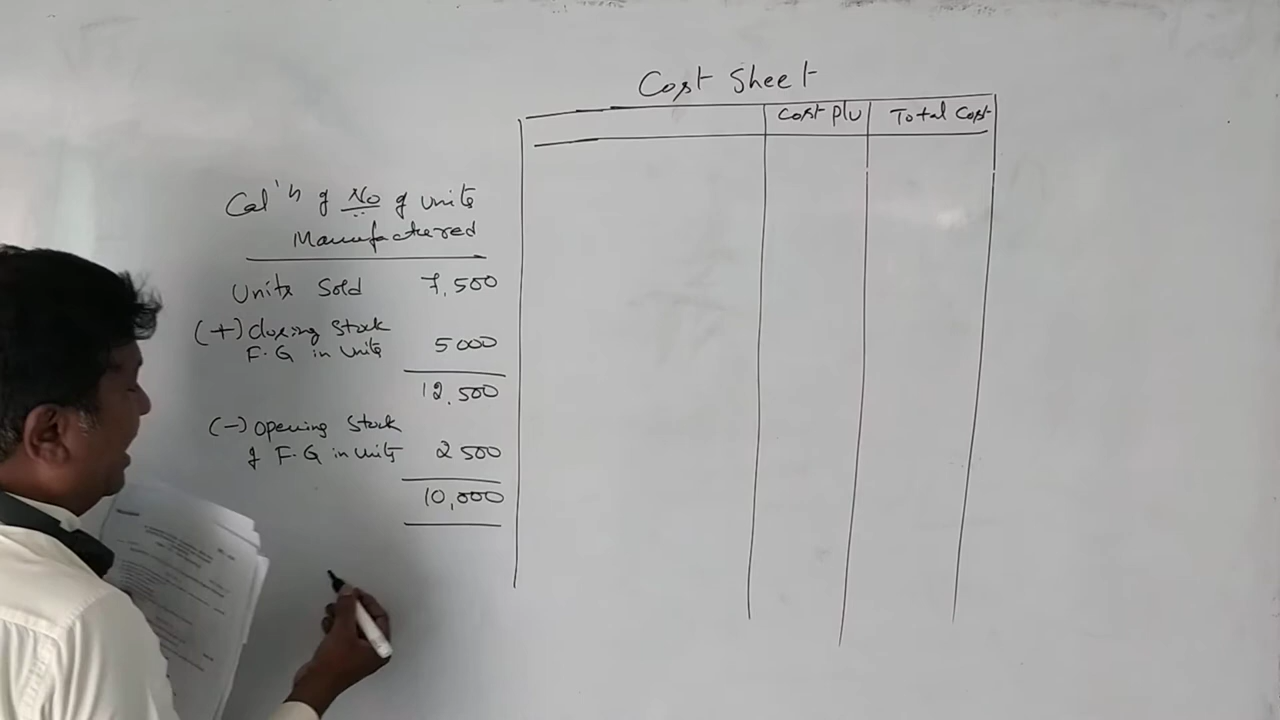 Cost Sheet
Cost P/U Total Cost
Cal'n of No of Units
Manufactured
Units Sold 7,500
(+) Closing Stock
F.G in Units 5000
12,500
(-) Opening Stock
of F.G in Units 2500
10,000